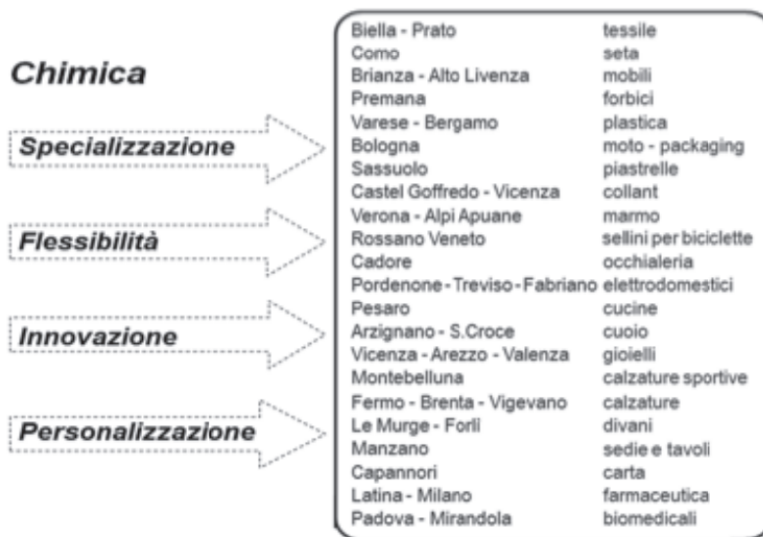 Chimica
Specializzazione
Flessibilità
Innovazione
Personalizzazione
Biella - Prato tessile
Como seta
Brianza - Alto Livenza mobili
Premana forbici
Varese - Bergamo plastica
Bologna moto - packaging
Sassuolo piastrelle
Castel Goffredo - Vicenza collant
Verona - Alpi Apuane marmo
Rossano Veneto sellini per biciclette
Cadore occhialeria
Pordenone - Treviso - Fabriano elettrodomestici
Pesaro cucine
Arzignano - S.Croce cuoio
Vicenza - Arezzo - Valenza gioielli
Montebelluna calzature sportive
Fermo - Brenta - Vigevano calzature
Le Murge - Forlì divani
Manzano sedie e tavoli
Capannori carta
Latina - Milano farmaceutica
Padova - Mirandola biomedicali